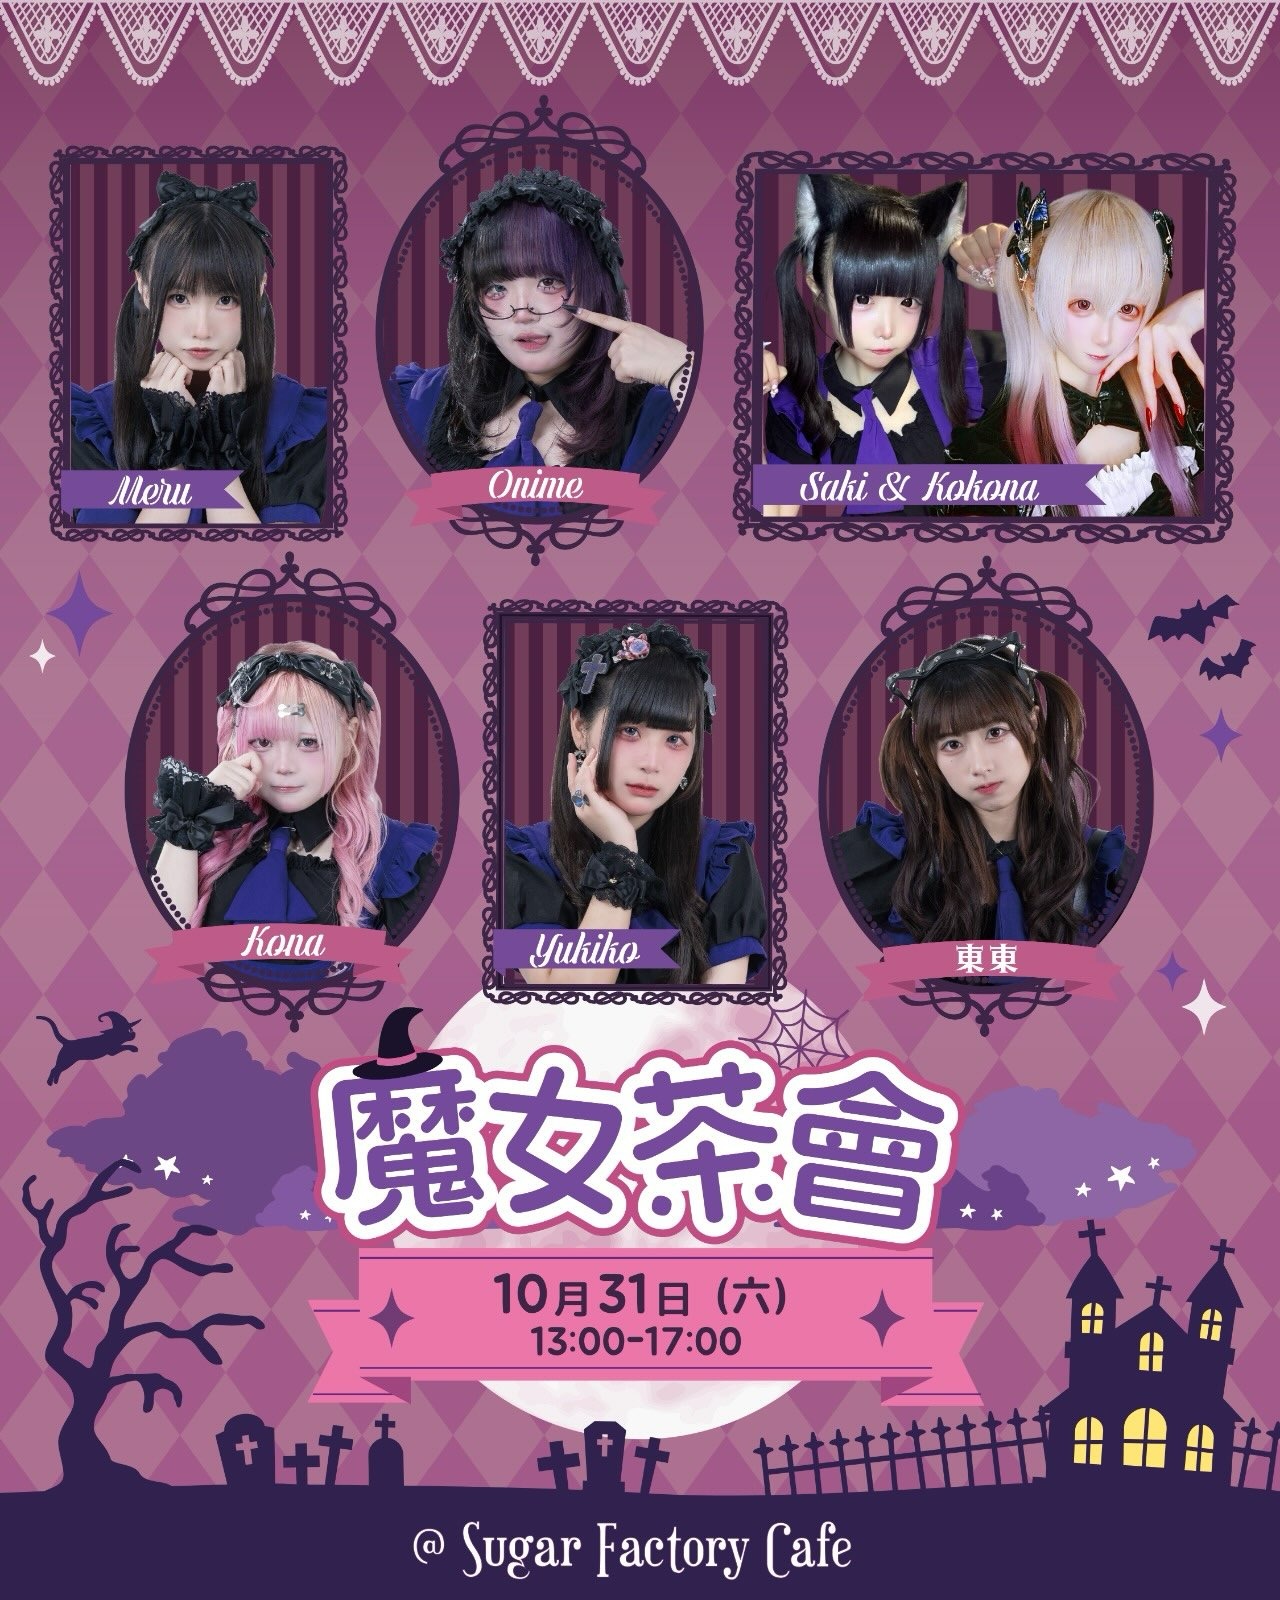 Meru
Onime
Saki & Kokona
Kona
Yukiko
東東
魔女茶會
10月31日 (六)
13:00-17:00
@ Sugar Factory Cafe